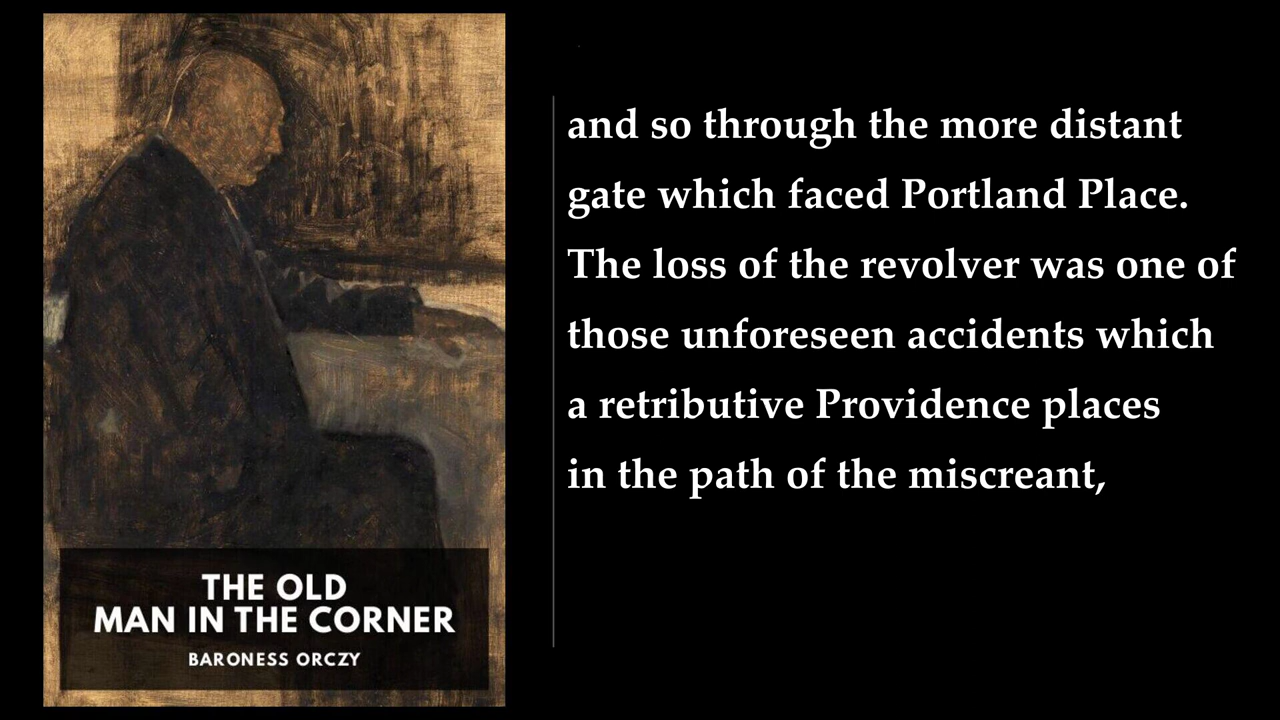 THE OLD
MAN IN THE CORNER
BARONESS ORCZY
and so through the more distant
gate which faced Portland Place.
The loss of the revolver was one of
those unforeseen accidents which
a retributive Providence places
in the path of the miscreant,